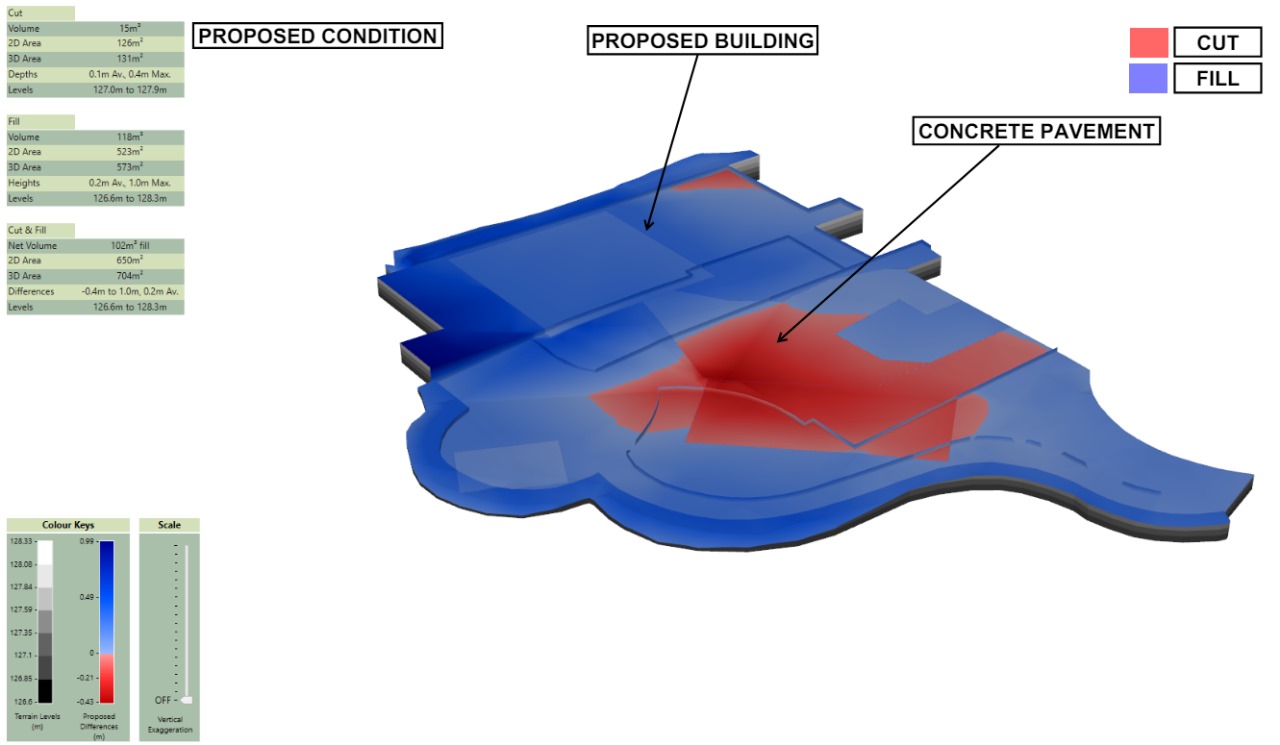 Cut
Volume 15m³
2D Area 126m²
3D Area 131m²
Depths 0.1m Av., 0.4m Max.
Levels 127.0m to 127.9m
PROPOSED CONDITION
PROPOSED BUILDING
CUT
FILL
CONCRETE PAVEMENT
Fill
Volume 118m³
2D Area 523m²
3D Area 573m²
Heights 0.2m Av., 1.0m Max.
Levels 126.6m to 128.3m
Cut & Fill
Net Volume 102m³ fill
2D Area 650m²
3D Area 704m²
Differences -0.4m to 1.0m, 0.2m Av.
Levels 126.6m to 128.3m
Colour Keys
128.33
128.08
127.84
127.59
127.35
127.1
126.85
126.6
Terrain Levels
(m)
0.99
0.49
0
-0.21
-0.43
Proposed
Differences
(m)
Scale
OFF
Vertical
Exaggeration